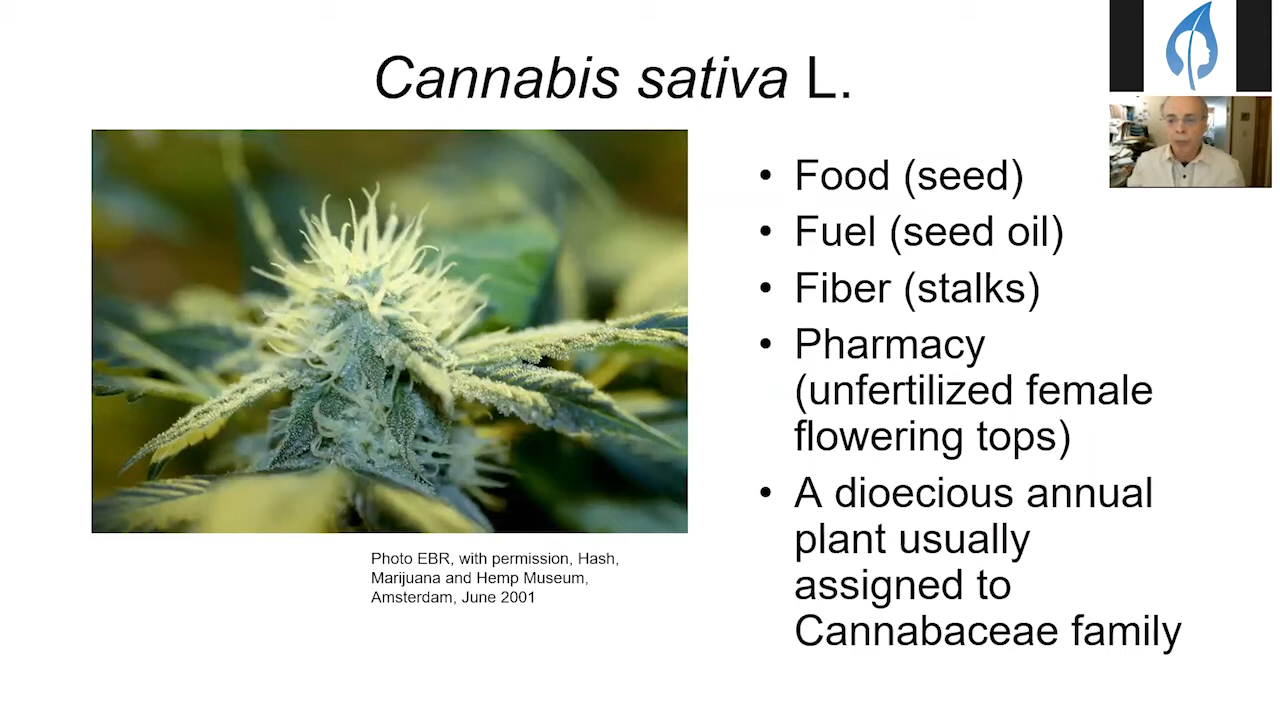 Cannabis sativa L.
• Food (seed)
• Fuel (seed oil)
• Fiber (stalks)
• Pharmacy
(unfertilized female
flowering tops)
• A dioecious annual
plant usually
assigned to
Cannabaceae family
Photo EBR, with permission, Hash,
Marijuana and Hemp Museum,
Amsterdam, June 2001